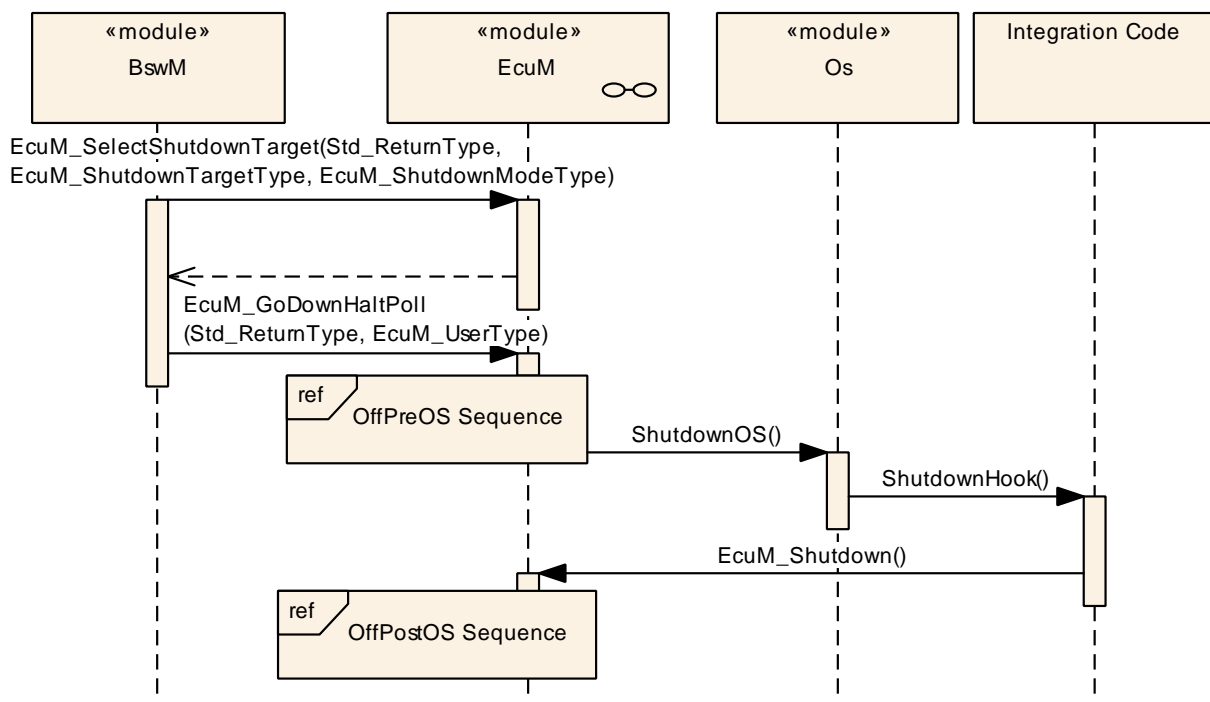 «module»
BswM
«module»
EcuM
«module»
Os
Integration Code
EcuM_SelectShutdownTarget(Std_ReturnType,
EcuM_ShutdownTargetType, EcuM_ShutdownModeType)
EcuM_GoDownHaltPoll
(Std_ReturnType, EcuM_UserType)
ref
OffPreOS Sequence
ShutdownOS()
ShutdownHook()
EcuM_Shutdown()
ref
OffPostOS Sequence